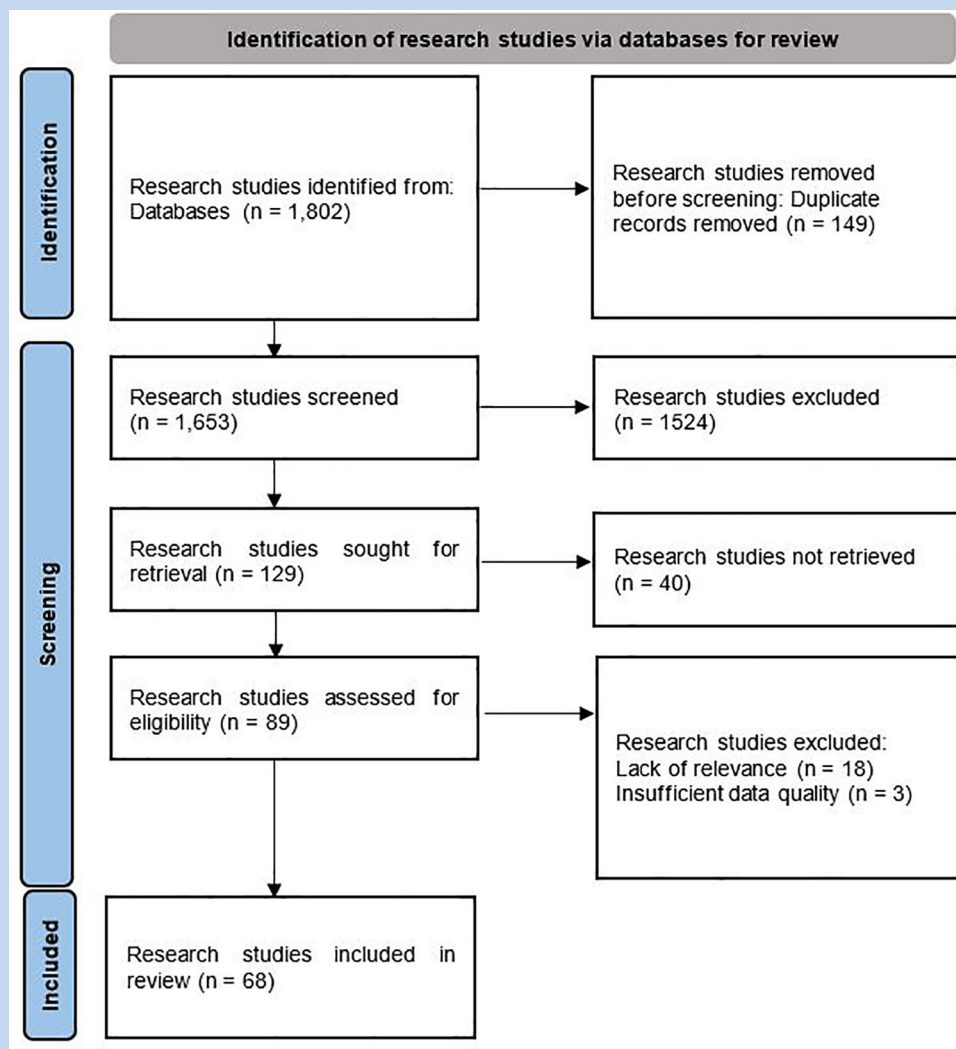 Identification of research studies via databases for review
Identification
Research studies identified from:
Databases (n = 1,802)
Research studies removed
before screening: Duplicate
records removed (n = 149)
Screening
Research studies screened
(n = 1,653)
Research studies excluded
(n = 1524)
Research studies sought for
retrieval (n = 129)
Research studies not retrieved
(n = 40)
Research studies assessed for
eligibility (n = 89)
Research studies excluded:
Lack of relevance (n = 18)
Insufficient data quality (n = 3)
Included
Research studies included in
review (n = 68)